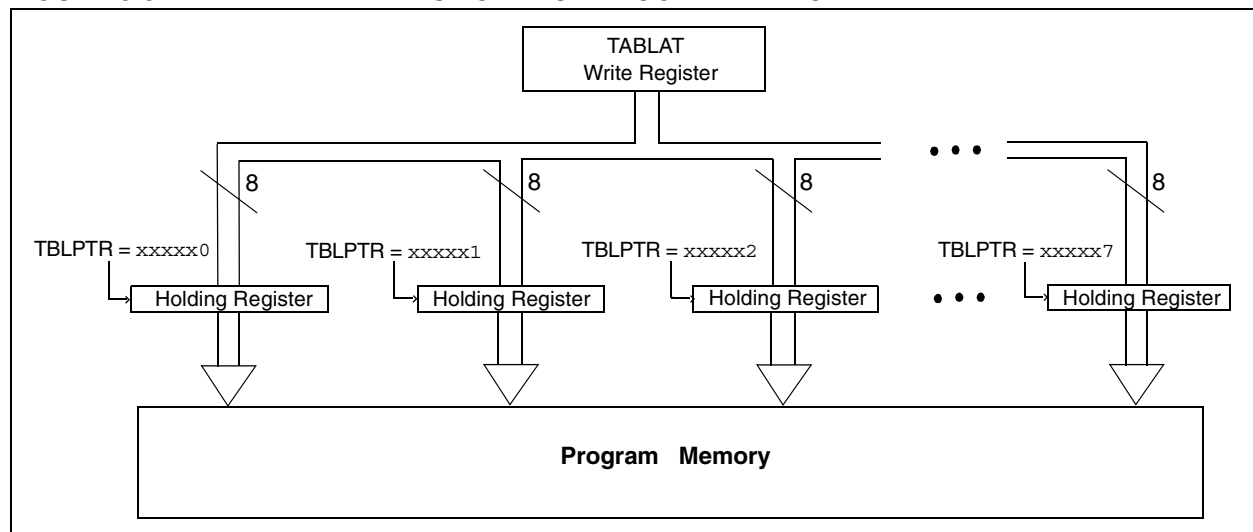 TABLAT
Write Register
8 8 8 8
TBLPTR = xxxxx0 TBLPTR = xxxxx1 TBLPTR = xxxxx2 TBLPTR = xxxxx7
Holding Register Holding Register Holding Register Holding Register
Program Memory